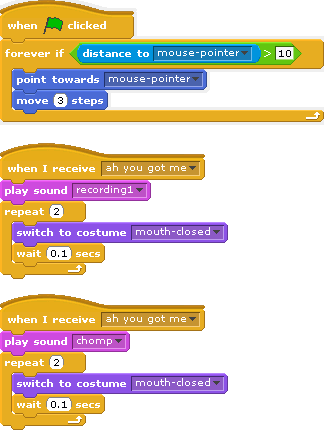 when clicked
forever if distance to mouse-pointer > 10
point towards mouse-pointer
move 3 steps
when I receive ah you got me
play sound recording1
repeat 2
switch to costume mouth-closed
wait 0.1 secs
when I receive ah you got me
play sound chomp
repeat 2
switch to costume mouth-closed
wait 0.1 secs